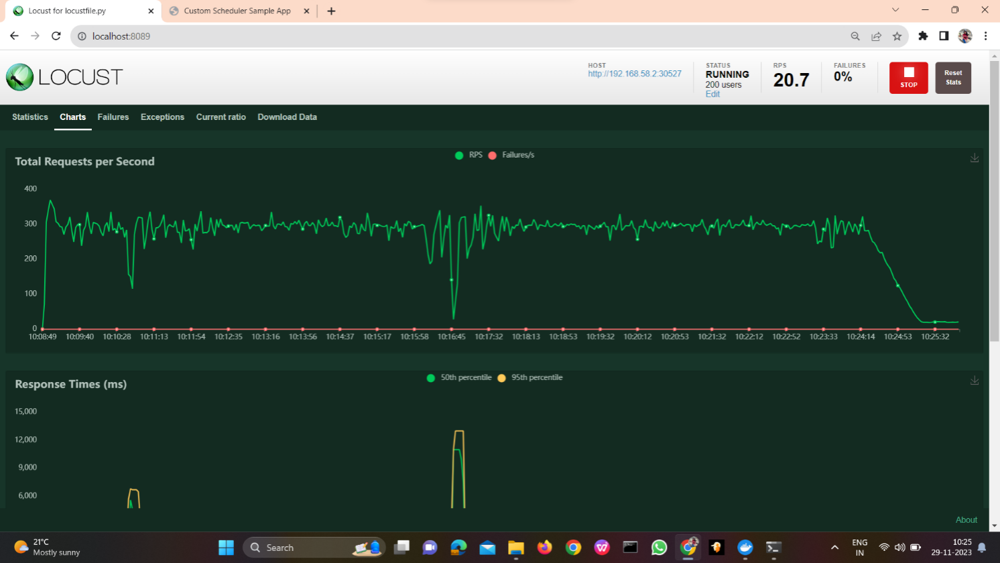 Locust for locustfile.py
Custom Scheduler Sample App
localhost:8089
LOCUST
HOST
http://192.168.58.2:30527
STATUS
RUNNING
200 users
Edit
RPS
20.7
FAILURES
0%
STOP
Reset
Stats
Statistics Charts Failures Exceptions Current ratio Download Data
Total Requests per Second
RPS Failures/s
400
300
200
100
0
10:08:49 10:09:40 10:10:28 10:11:13 10:11:54 10:12:35 10:13:16 10:13:56 10:14:37 10:15:17 10:15:58 10:16:45 10:17:32 10:18:13 10:18:53 10:19:32 10:20:12 10:20:53 10:21:32 10:22:12 10:22:52 10:23:33 10:24:14 10:24:53 10:25:32
Response Times (ms)
50th percentile 95th percentile
15,000
12,000
9,000
6,000
About
21°C
Mostly sunny
Search
ENG
IN
10:25
29-11-2023